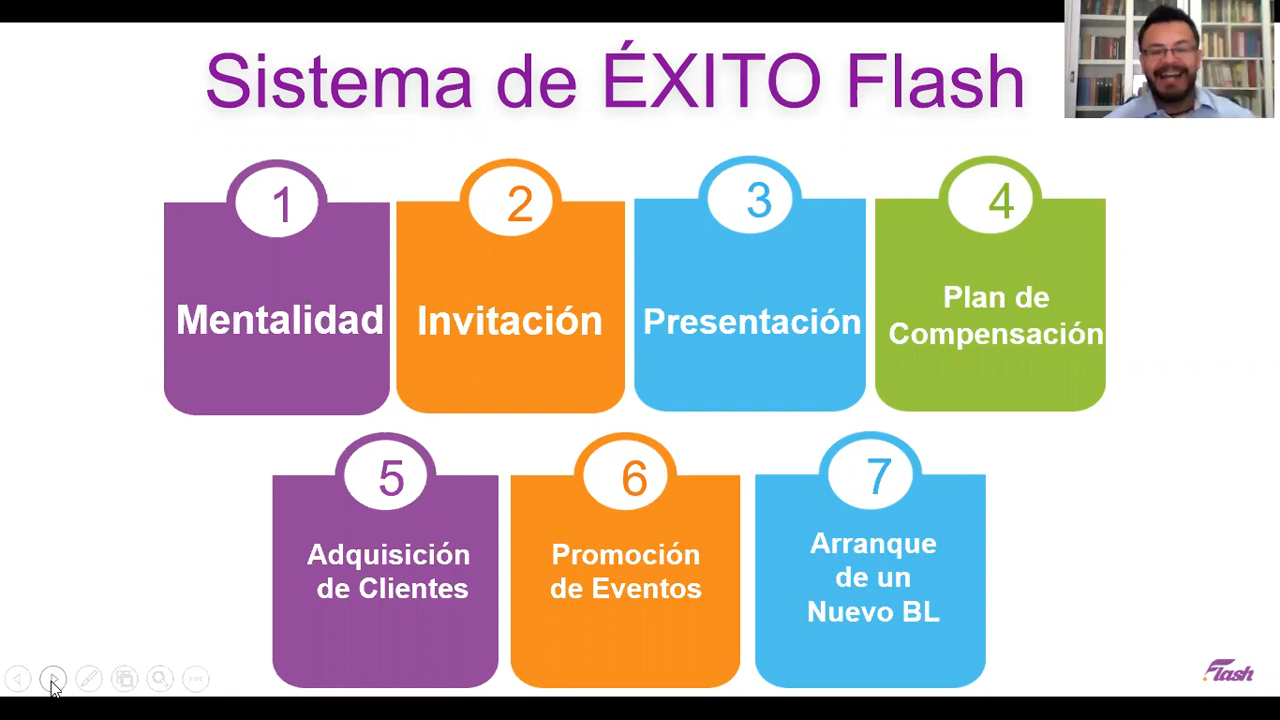 Sistema de ÉXITO Flash
1
2
3
4
Mentalidad
Invitación
Presentación
Plan de
Compensación
5
6
7
Adquisición
de Clientes
Promoción
de Eventos
Arranque
de un
Nuevo BL
Flash